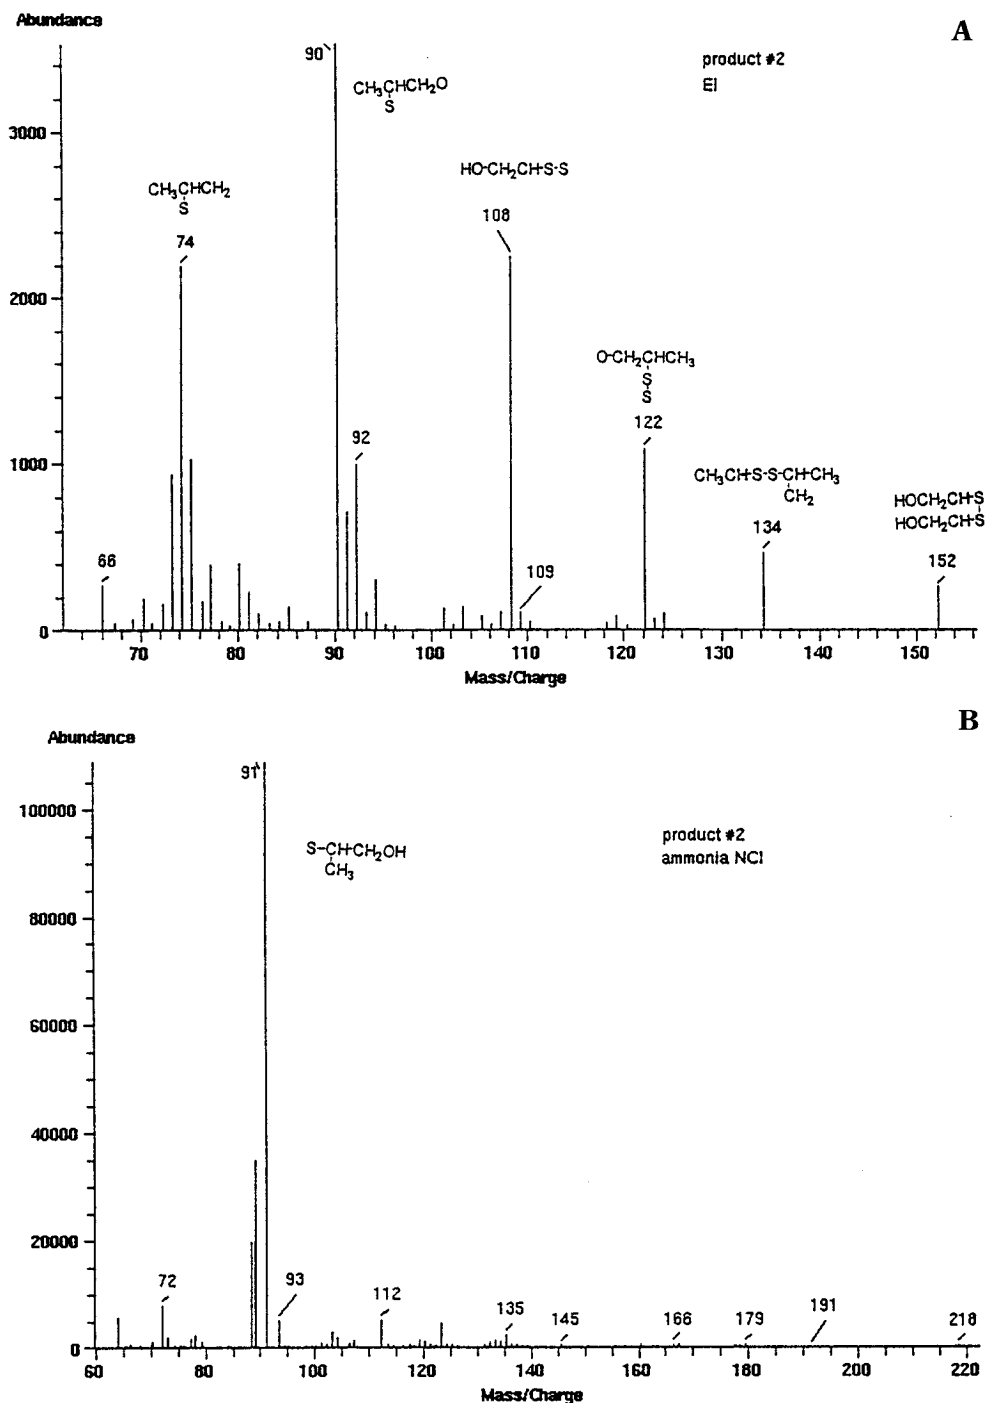 Abundance
A
product #2
EI
90
CH3CHCH2O
S
3000
HO-CH2CH-S-S
CH3CHCH2
S
108
74
2000
O-CH2CHCH3
S
S
122
92
1000
CH3CH-S-S-CH-CH3
CH2
HOCH2CH-S
HOCH2CH-S
134
152
66
109
0
70 80 90 100 110 120 130 140 150
Mass/Charge
B
Abundance
91
100000
product #2
ammonia NCI
S-CH-CH2OH
CH3
80000
60000
40000
20000
72
93
112
135
145
166
179
191
218
0
60 80 100 120 140 160 180 200 220
Mass/Charge